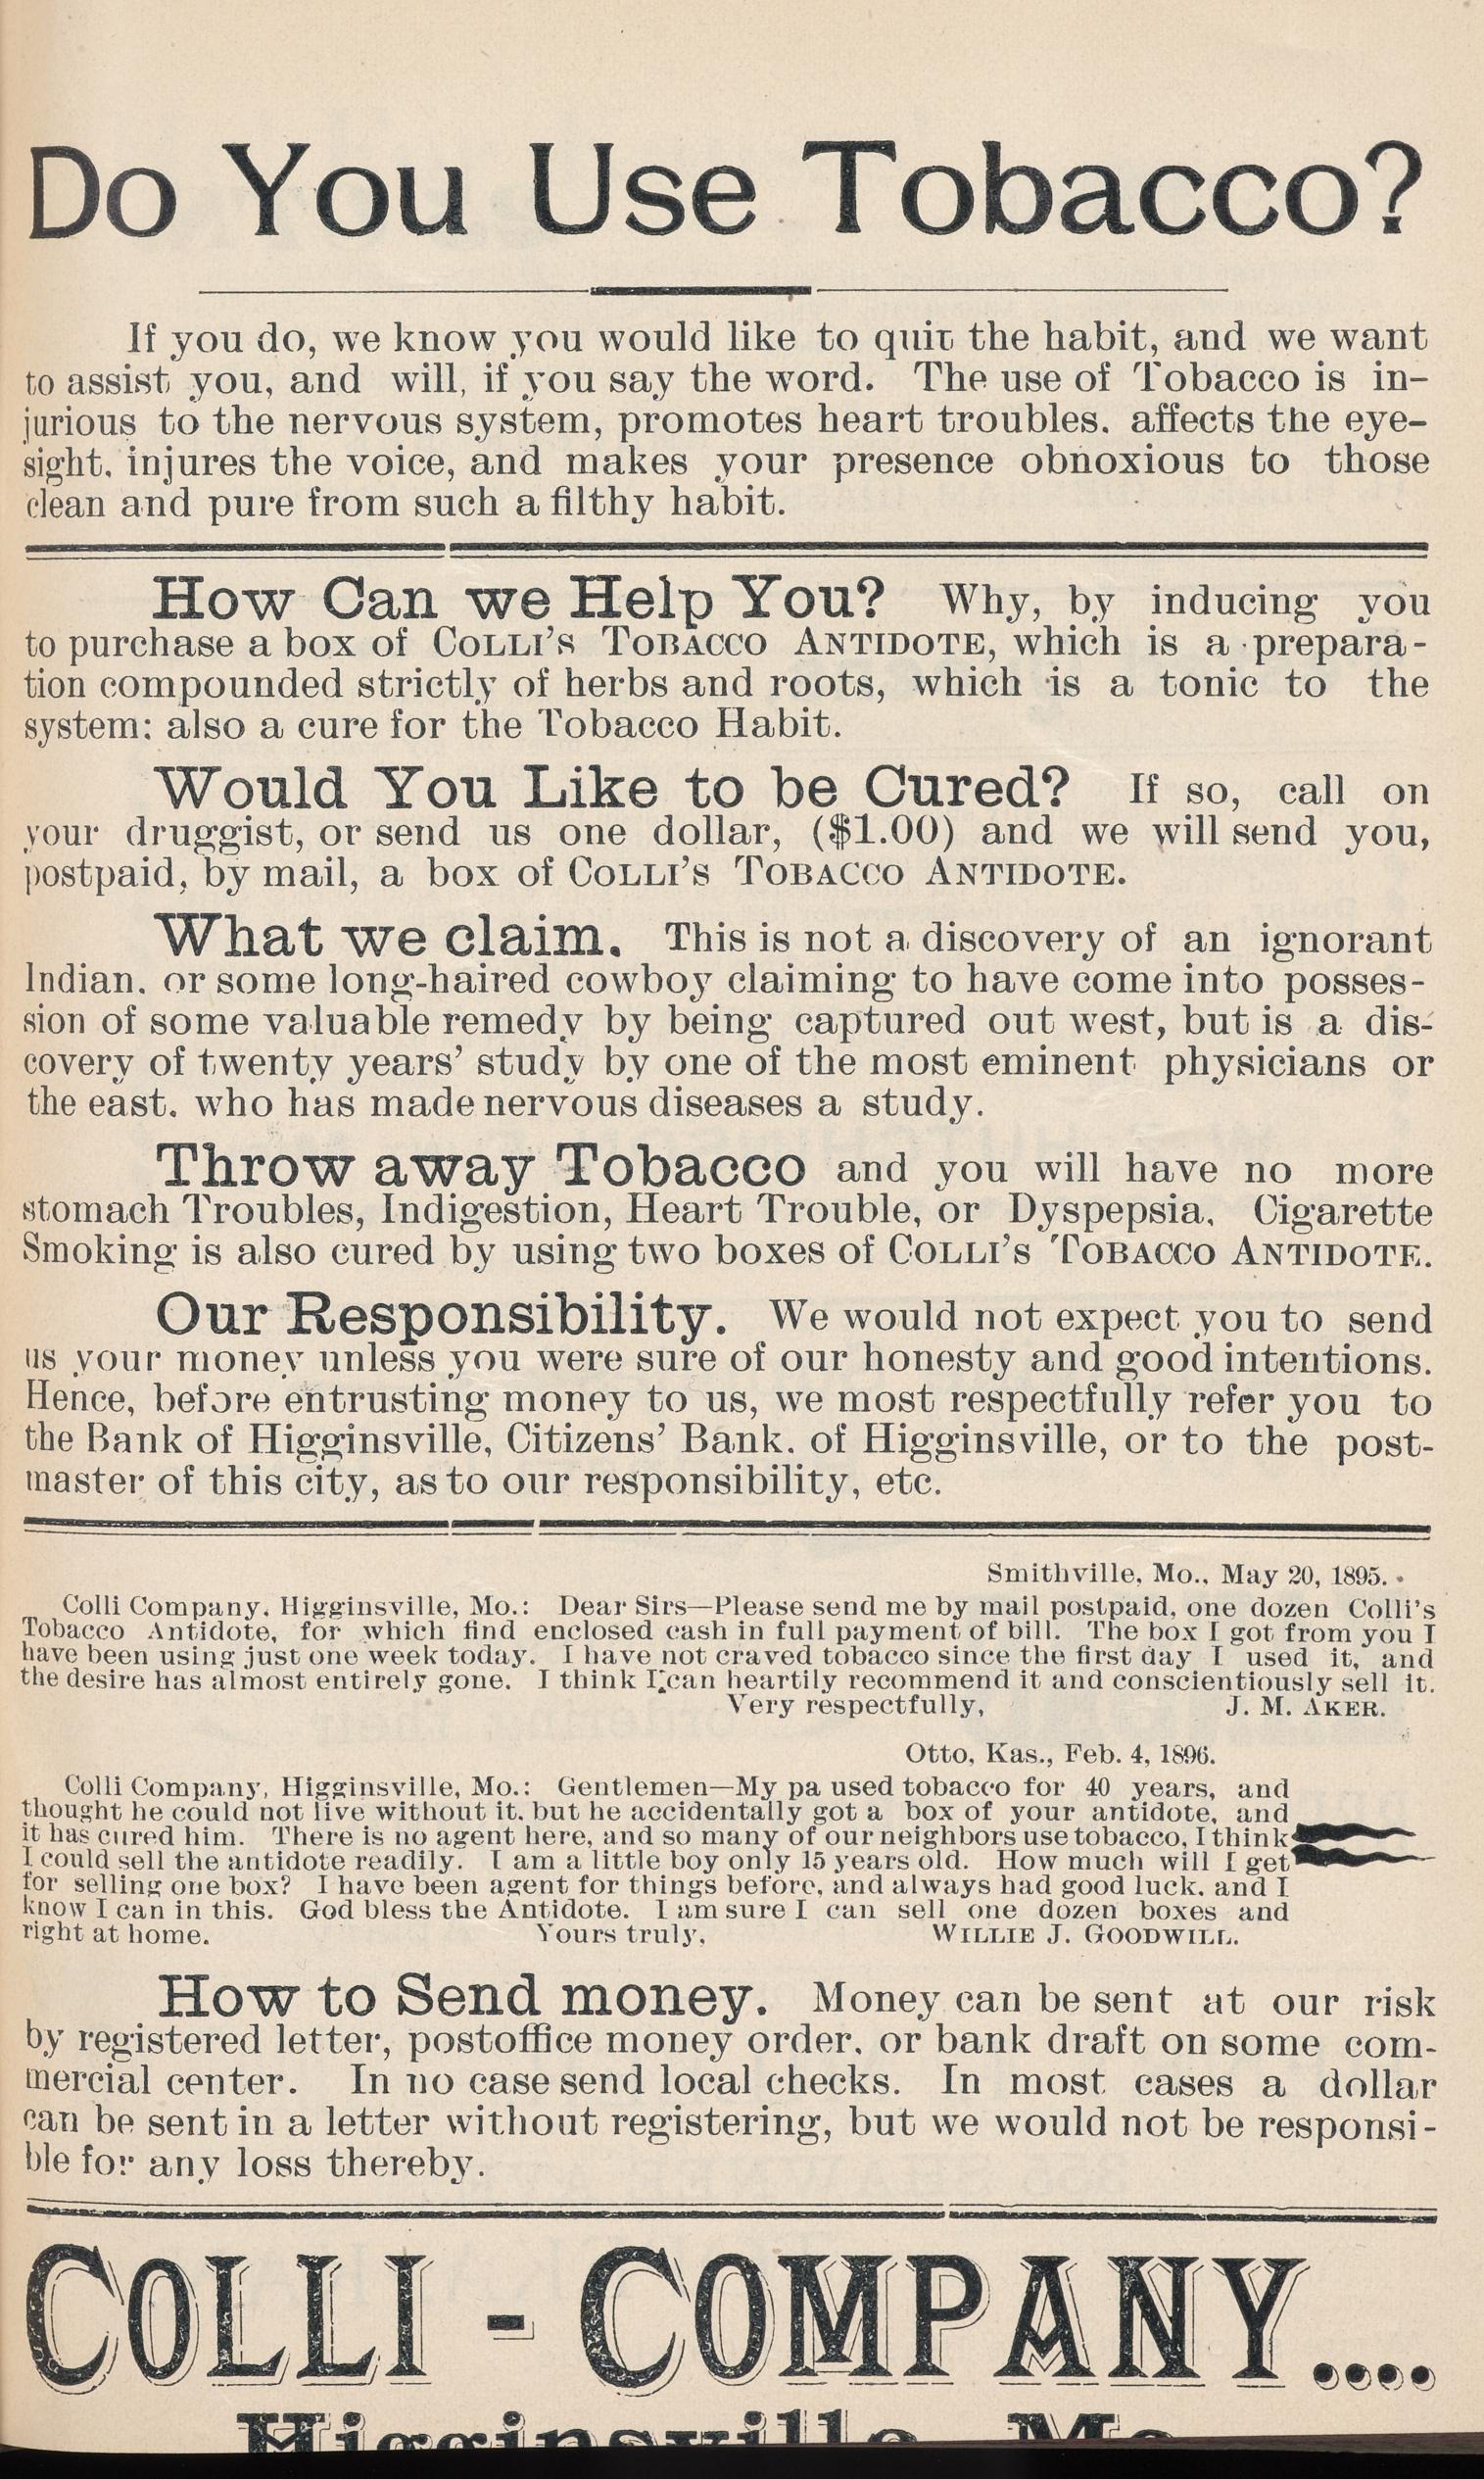 Do You Use Tobacco?
If you do, we know you would like to quit the habit, and we want
to assist you, and will, if you say the word. The use of Tobacco is in-
jurious to the nervous system, promotes heart troubles. affects the eye-
sight. injures the voice, and makes your presence obnoxious to those
clean and pure from such a filthy habit.
How Can we Help You? Why, by inducing you
to purchase a box of COLLI'S TOBACCO ANTIDOTE, which is a prepara-
tion compounded strictly of herbs and roots, which is a tonic to the
system: also a cure for the Tobacco Habit.
Would You Like to be Cured? If so, call on
your druggist, or send us one dollar, ($1.00) and we will send you,
postpaid, by mail, a box of COLLI'S TOBACCO ANTIDOTE.
What we claim. This is not a discovery of an ignorant
Indian. or some long-haired cowboy claiming to have come into posses-
sion of some valuable remedy by being captured out west, but is a dis-
covery of twenty years' study by one of the most eminent physicians or
the east. who has made nervous diseases a study.
Throw away Tobacco and you will have no more
stomach Troubles, Indigestion, Heart Trouble, or Dyspepsia. Cigarette
Smoking is also cured by using two boxes of COLLI'S TOBACCO ANTIDOTE.
Our Responsibility. We would not expect you to send
us your money unless you were sure of our honesty and good intentions.
Hence, before entrusting money to us, we most respectfully refer you to
the Bank of Higginsville, Citizens' Bank. of Higginsville, or to the post-
master of this city, as to our responsibility, etc.
Smithville, Mo., May 20, 1895.
Colli Company, Higginsville, Mo.: Dear Sirs—Please send me by mail postpaid, one dozen Colli's
Tobacco Antidote, for which find enclosed cash in full payment of bill. The box I got from you I
have been using just one week today. I have not craved tobacco since the first day I used it, and
the desire has almost entirely gone. I think I can heartily recommend it and conscientiously sell it.
Very respectfully, J. M. AKER.
Otto, Kas., Feb. 4, 1896.
Colli Company, Higginsville, Mo.: Gentlemen—My pa used tobacco for 40 years, and
thought he could not live without it. but he accidentally got a box of your antidote, and
it has cured him. There is no agent here, and so many of our neighbors use tobacco, I think
I could sell the antidote readily. I am a little boy only 15 years old. How much will I get
for selling one box? I have been agent for things before, and always had good luck. and I
know I can in this. God bless the Antidote. I am sure I can sell one dozen boxes and
right at home. Yours truly, WILLIE J. GOODWILL.
How to Send money. Money can be sent at our risk
by registered letter, postoffice money order. or bank draft on some com-
mercial center. In no case send local checks. In most cases a dollar
can be sent in a letter without registering, but we would not be responsi-
ble for any loss thereby.
COLLI - COMPANY....
Higginsville, Mo